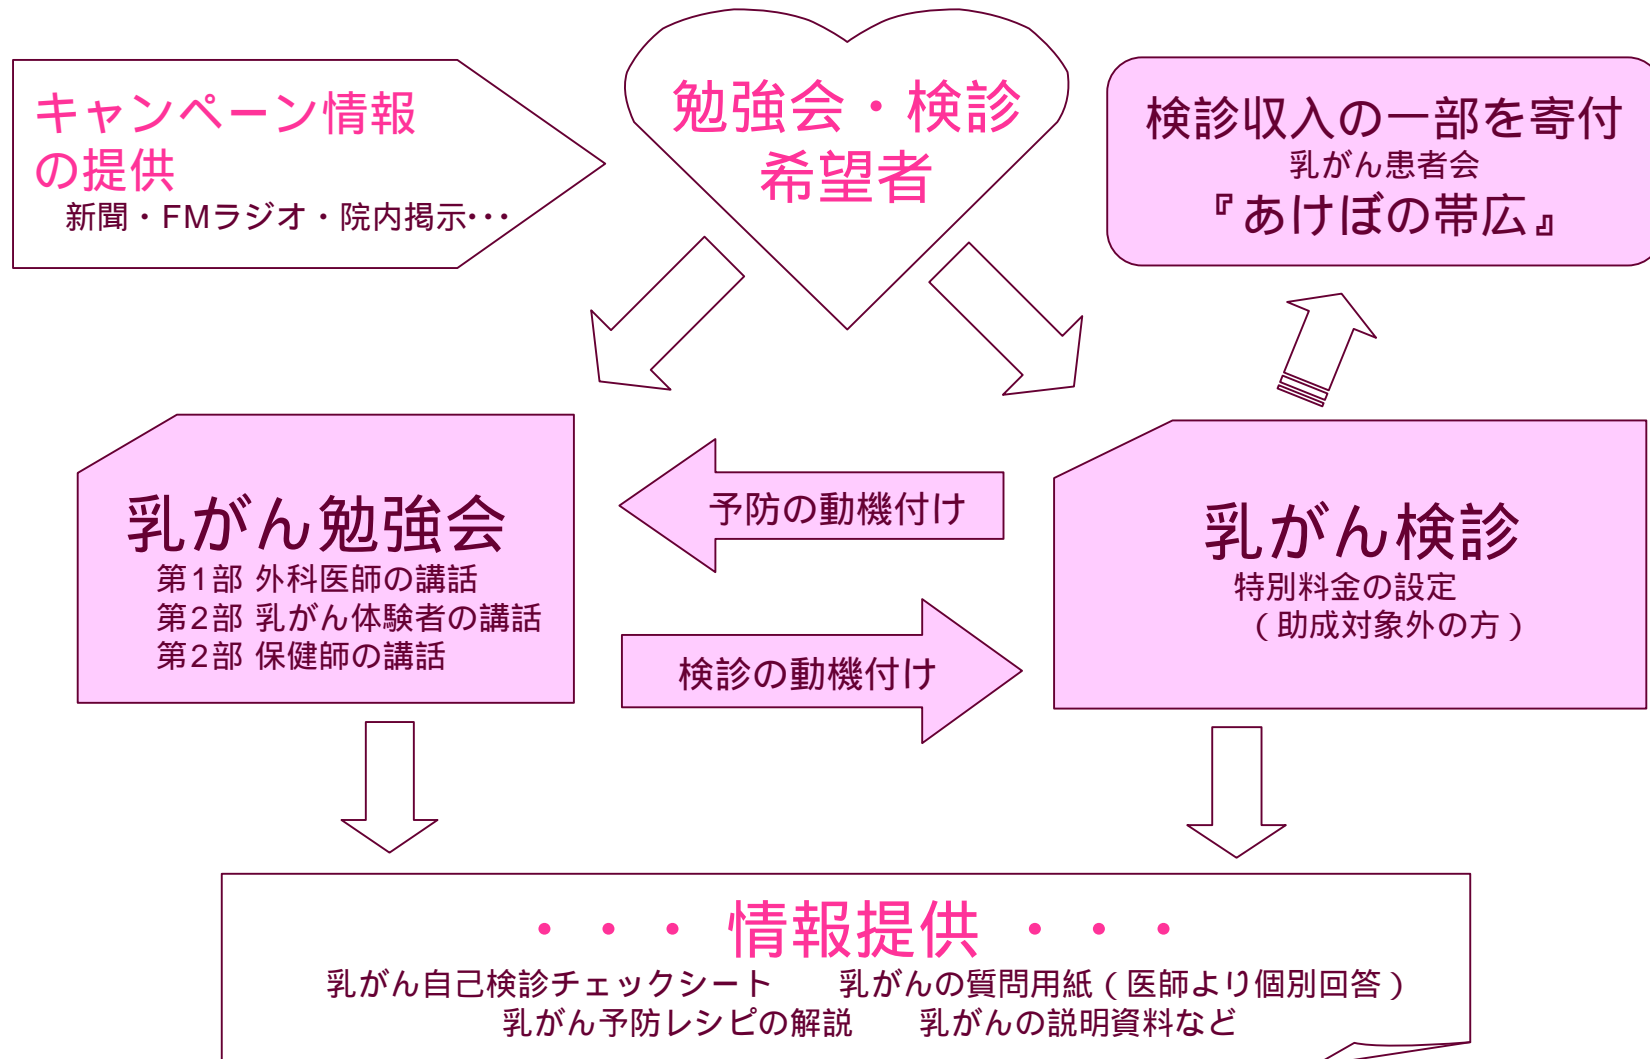 キャンペーン情報
の提供
新聞・FMラジオ・院内掲示・・・
勉強会・検診
希望者
検診収入の一部を寄付
乳がん患者会
『あけぼの帯広』
乳がん勉強会
第1部 外科医師の講話
第2部 乳がん体験者の講話
第2部 保健師の講話
予防の動機付け
検診の動機付け
乳がん検診
特別料金の設定
（助成対象外の方）
・・・ 情報提供 ・・・
乳がん自己検診チェックシート　　乳がんの質問用紙（医師より個別回答）
乳がん予防レシピの解説　　乳がんの説明資料など